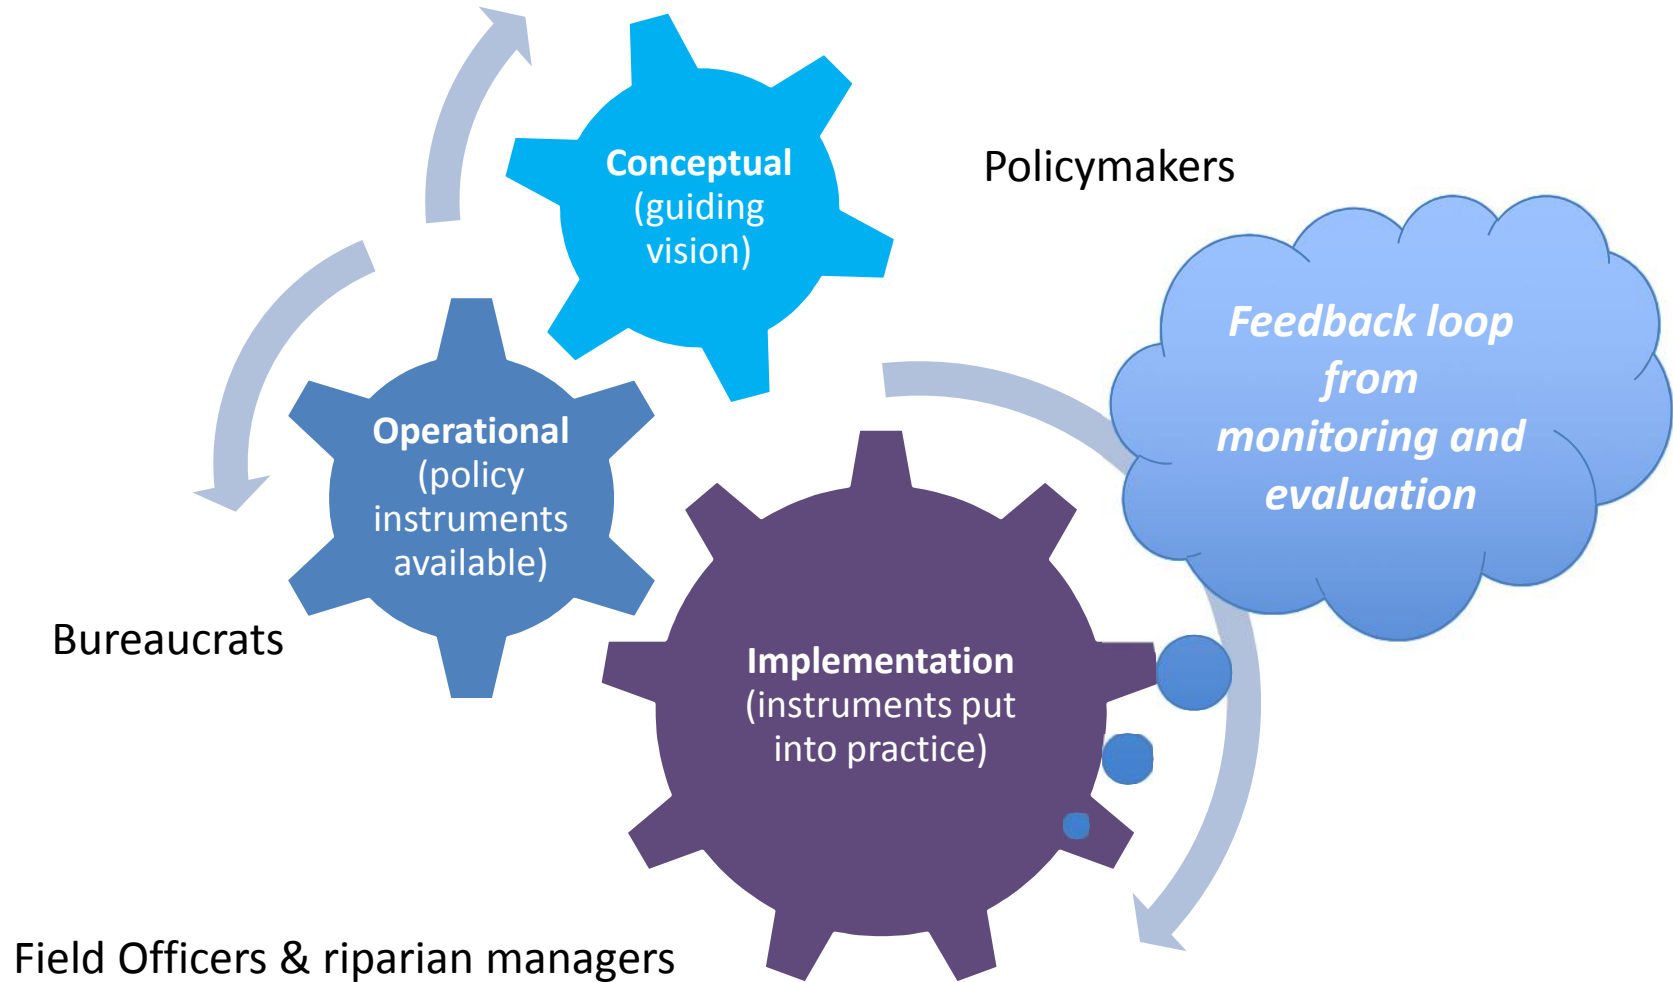 Conceptual
(guiding
vision)
Policymakers
Feedback loop
from
monitoring and
evaluation
Operational
(policy
instruments
available)
Bureaucrats
Implementation
(instruments put
into practice)
Field Officers & riparian managers